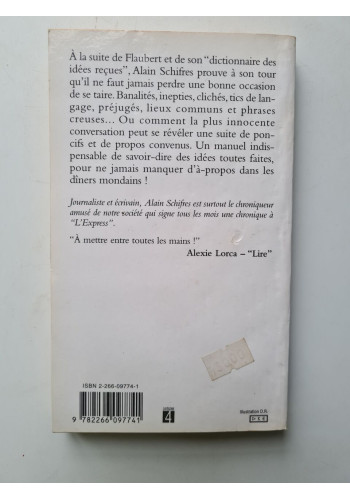 À la suite de Flaubert et de son “dictionnaire des
idées reçues”, Alain Schifres prouve à son tour
qu'il ne faut jamais perdre une bonne occasion
de se taire. Banalités, inepties, clichés, tics de lan-
gage, préjugés, lieux communs et phrases
creuses… Ou comment la plus innocente
conversation peut se révéler une suite de pon-
cifs et de propos convenus. Un manuel indis-
pensable de savoir-dire des idées toutes faites,
pour ne jamais manquer d'à-propos dans les
dîners mondains !
Journaliste et écrivain, Alain Schifres est surtout le chroniqueur
amusé de notre société qui signe tous les mois une chronique à
“L'Express”.
“À mettre entre toutes les mains !”
Alexie Lorca – “Lire”
ISBN 2-266-09774-1
9 782266 097741
4
Illustration D.R.